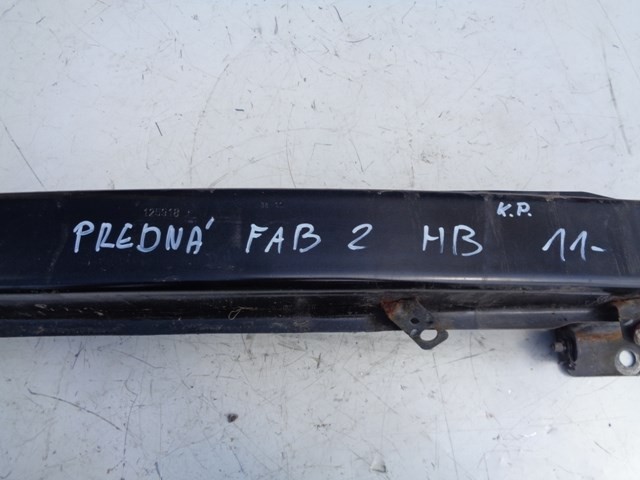 PREDNÁ FAB 2 HB K.P. 11-